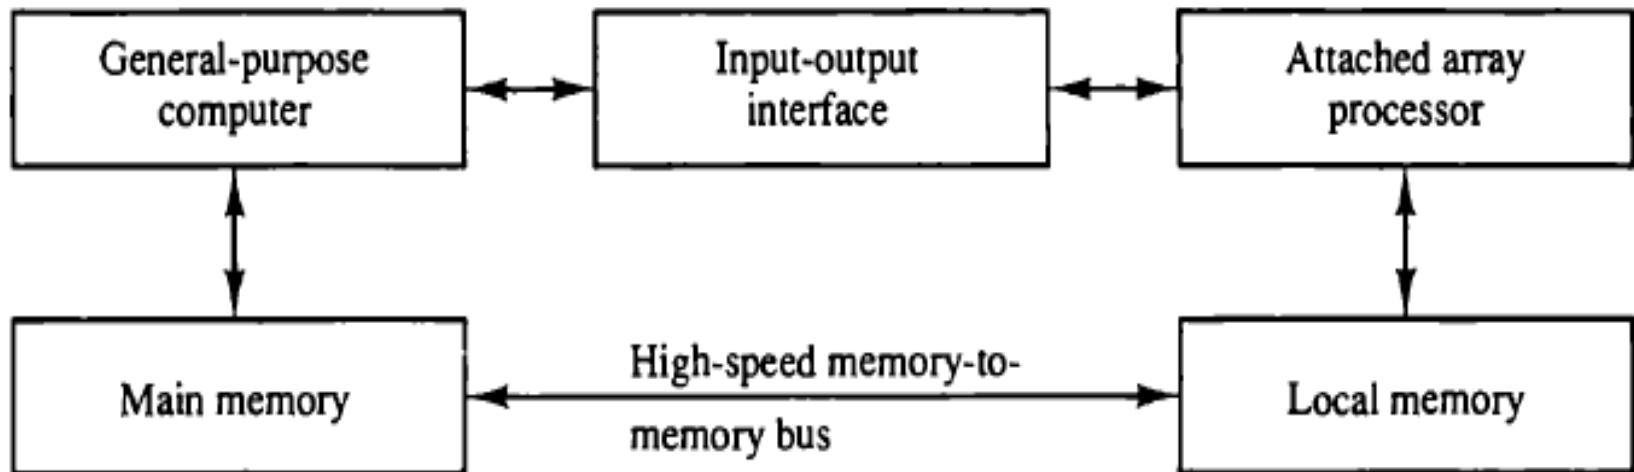 General-purpose
computer
Input-output
interface
Attached array
processor
Main memory
High-speed memory-to-
memory bus
Local memory